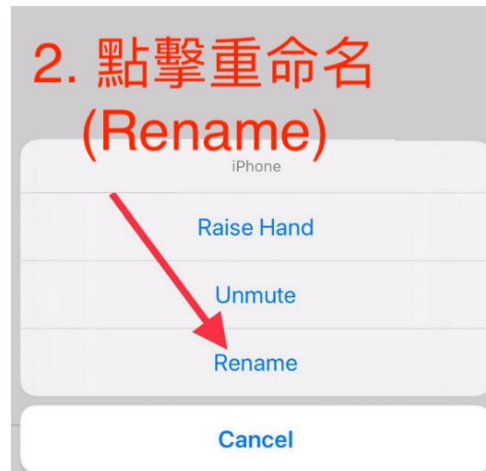 2. 點擊重命名
(Rename)
iPhone
Raise Hand
Unmute
Rename
Cancel